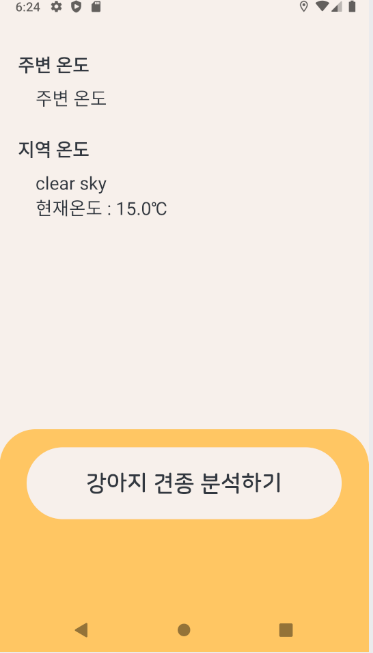 6:24
주변 온도
주변 온도
지역 온도
clear sky
현재온도 : 15.0℃
강아지 견종 분석하기